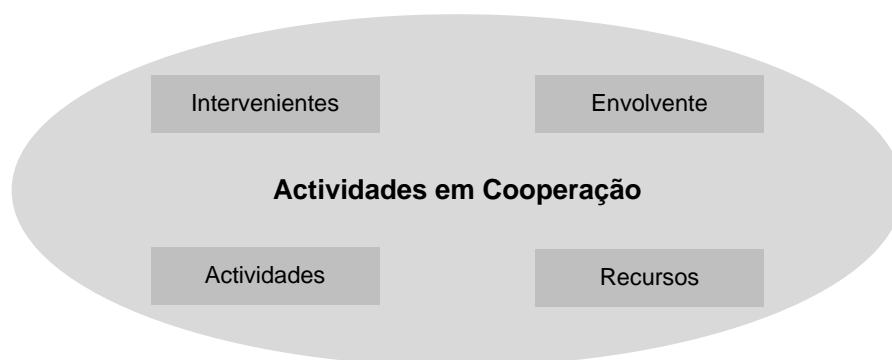 Intervenientes
Envolvente
Actividades em Cooperação
Actividades
Recursos